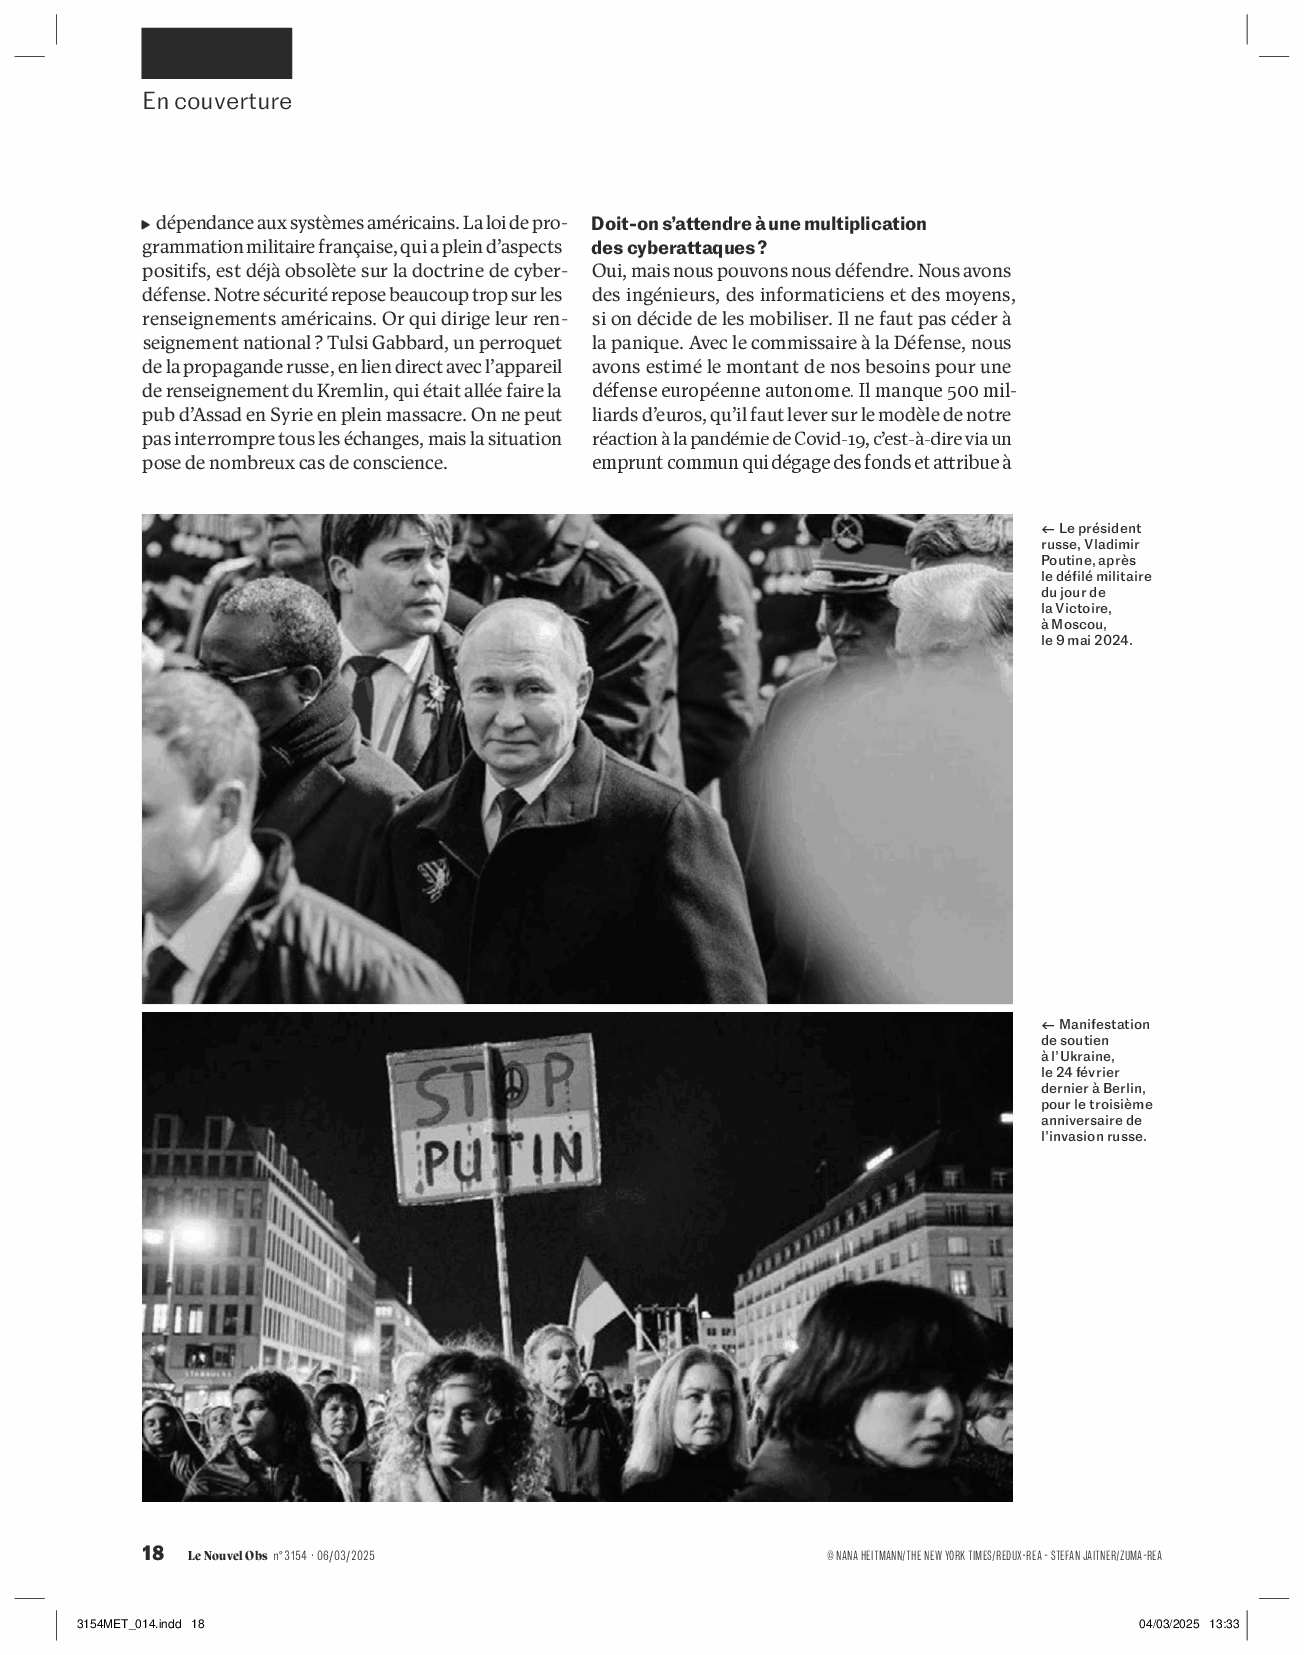 En couverture
▸ dépendance aux systèmes américains. La loi de pro-
grammation militaire française, qui a plein d’aspects
positifs, est déjà obsolète sur la doctrine de cyber-
défense. Notre sécurité repose beaucoup trop sur les
renseignements américains. Or qui dirige leur ren-
seignement national ? Tulsi Gabbard, un perroquet
de la propagande russe, en lien direct avec l’appareil
de renseignement du Kremlin, qui était allée faire la
pub d’Assad en Syrie en plein massacre. On ne peut
pas interrompre tous les échanges, mais la situation
pose de nombreux cas de conscience.
Doit-on s’attendre à une multiplication
des cyberattaques ?
Oui, mais nous pouvons nous défendre. Nous avons
des ingénieurs, des informaticiens et des moyens,
si on décide de les mobiliser. Il ne faut pas céder à
la panique. Avec le commissaire à la Défense, nous
avons estimé le montant de nos besoins pour une
défense européenne autonome. Il manque 500 mil-
liards d’euros, qu’il faut lever sur le modèle de notre
réaction à la pandémie de Covid-19, c’est-à-dire via un
emprunt commun qui dégage des fonds et attribue à
← Le président
russe, Vladimir
Poutine, après
le défilé militaire
du jour de
la Victoire,
à Moscou,
le 9 mai 2024.
STOP
PUTIN
STARBUCKS
← Manifestation
de soutien
à l’Ukraine,
le 24 février
dernier à Berlin,
pour le troisième
anniversaire de
l’invasion russe.
18 Le Nouvel Obs n° 3154 · 06/03/2025
© NANA HEITMANN/THE NEW YORK TIMES/REDUX-REA - STEFAN JAITNER/ZUMA-REA
3154MET_014.indd 18
04/03/2025 13:33